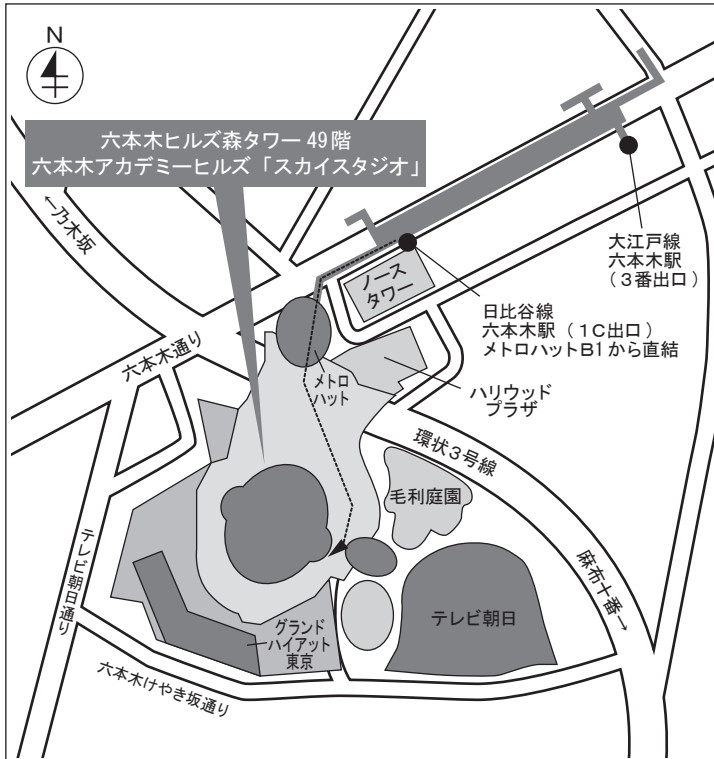 N
六本木ヒルズ森タワー 49階
六本木アカデミーヒルズ「スカイスタジオ」
←乃木坂
大江戸線
六本木駅
(3番出口)
ノース
タワー
日比谷線
六本木駅(1C出口)
メトロハットB1から直結
六本木通り
メトロ
ハット
ハリウッド
プラザ
環状3号線
毛利庭園
テレビ朝日通り
麻布十番→
テレビ朝日
グランド
ハイアット
東京
六本木けやき坂通り